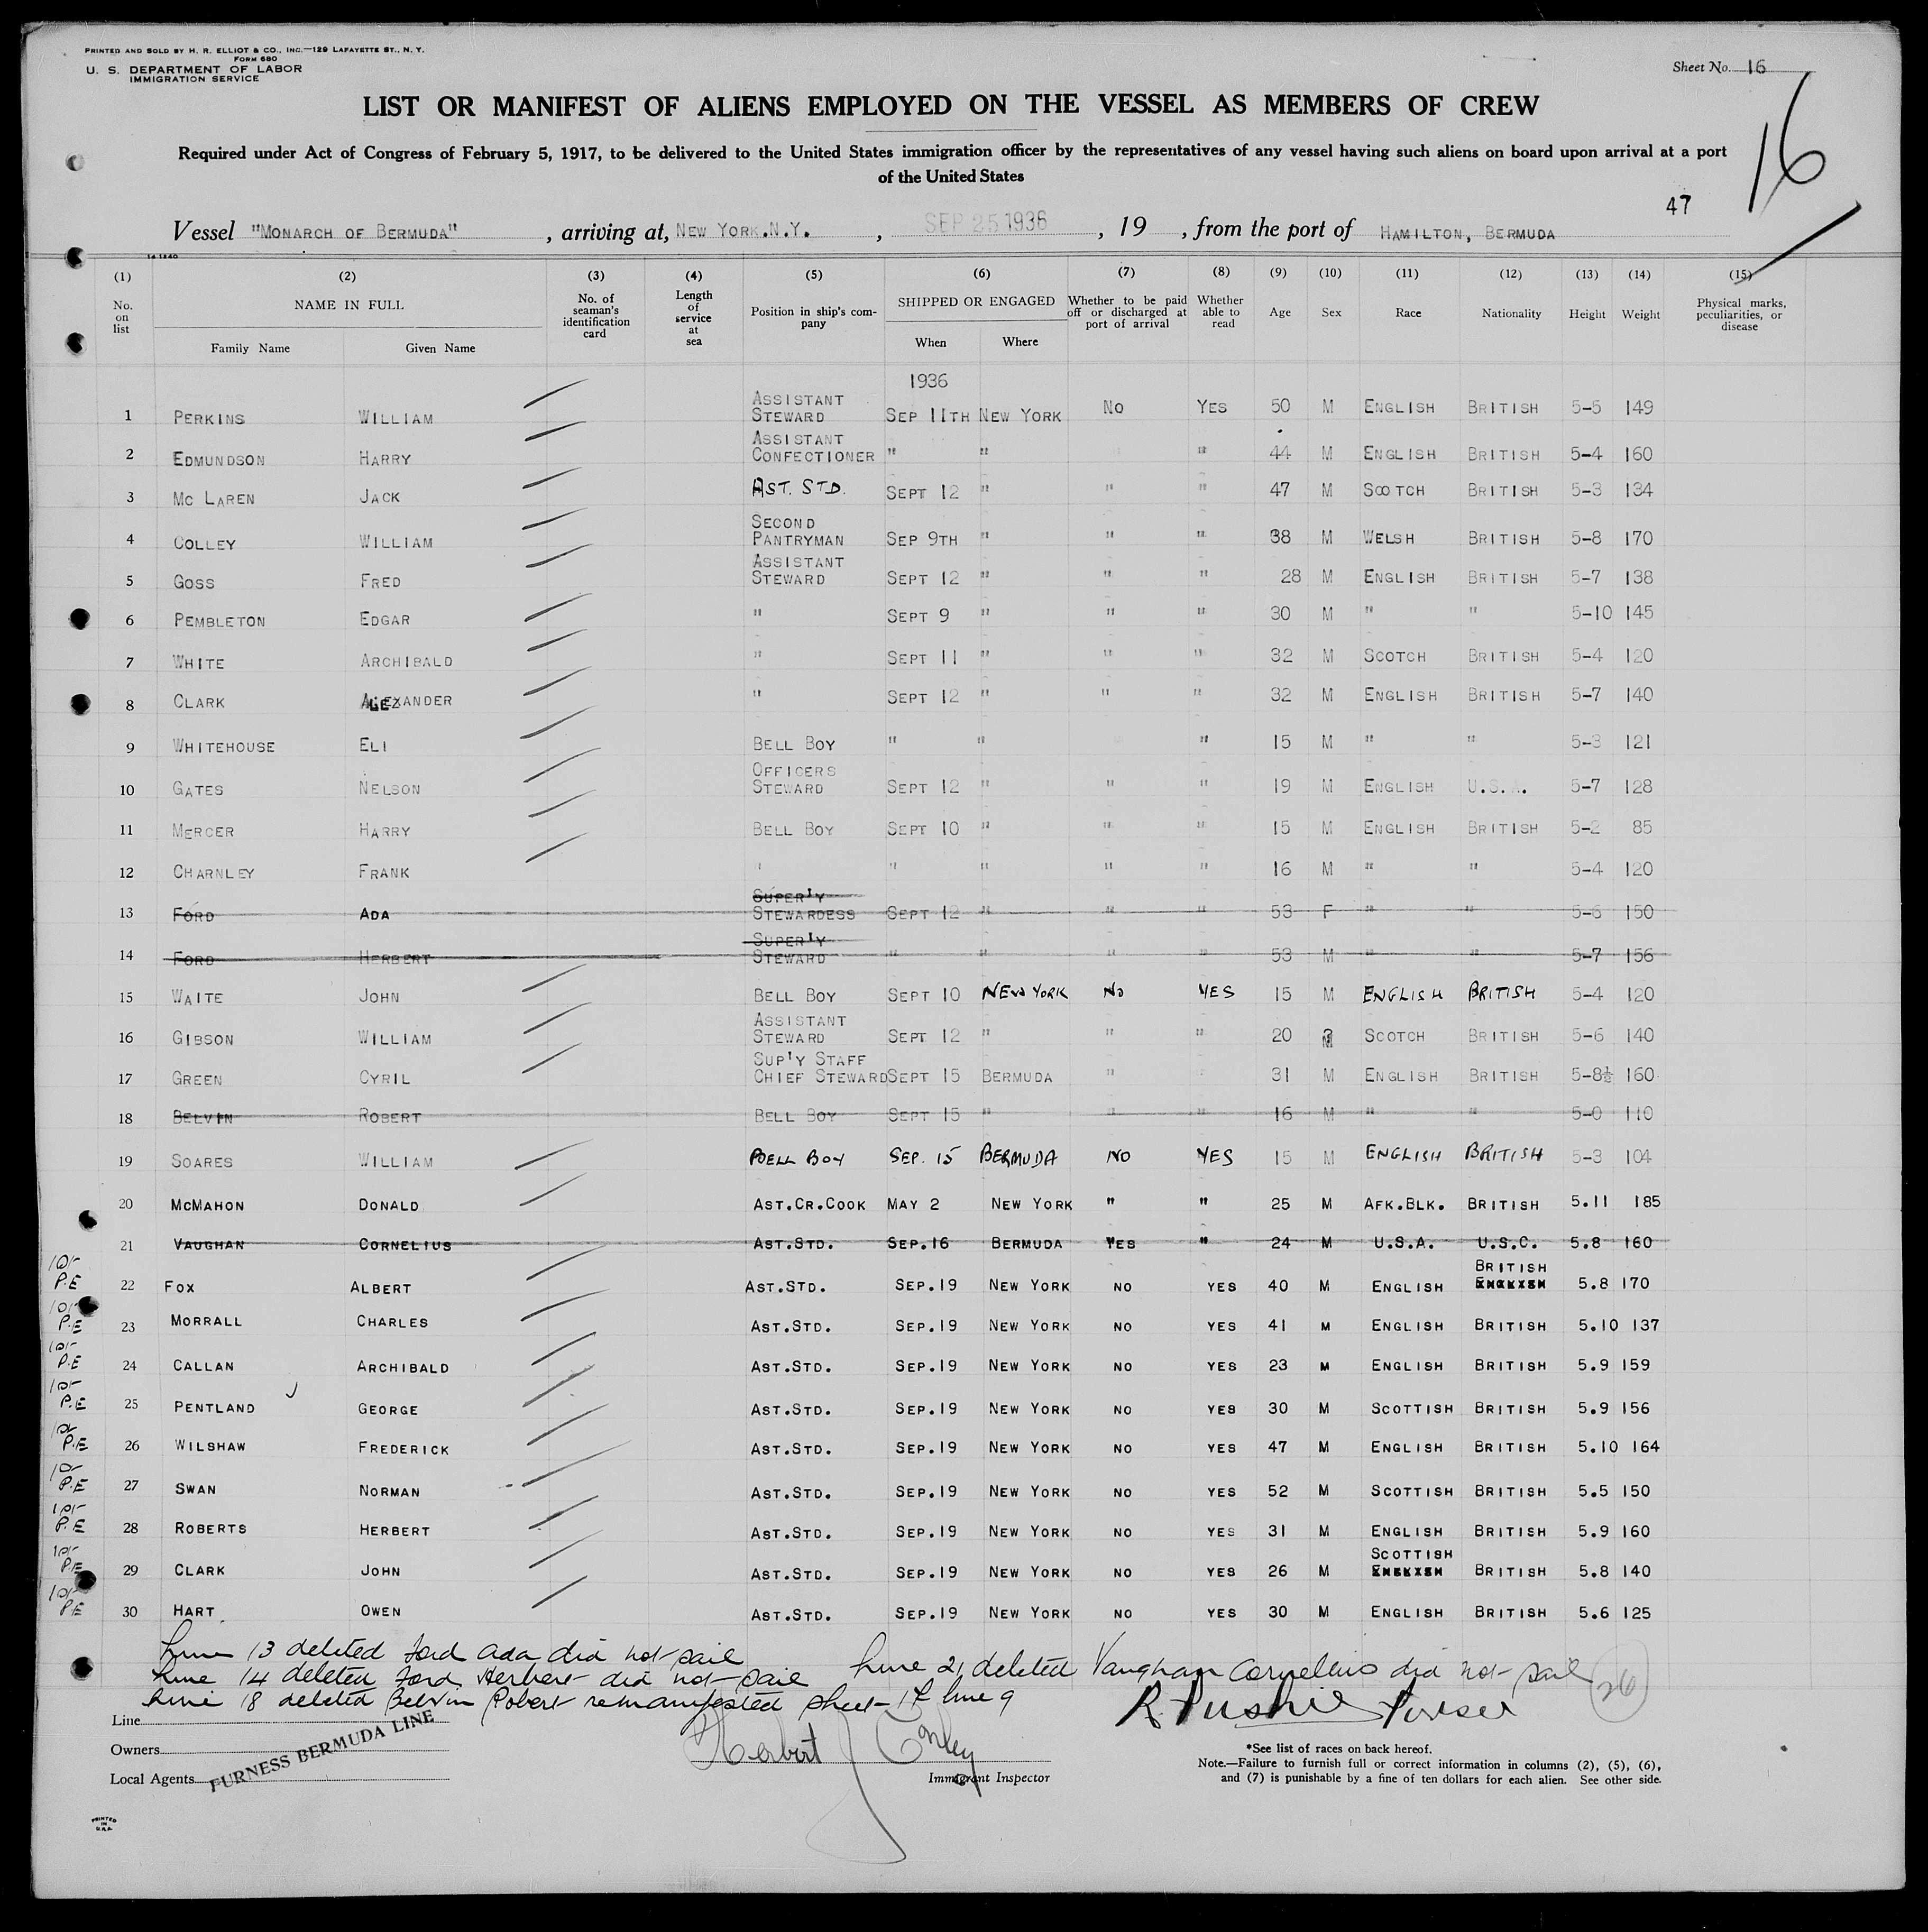 PRINTED AND SOLD BY H. R. ELLIOT & CO., INC.—129 LAFAYETTE ST., N. Y.
FORM 680
U. S. DEPARTMENT OF LABOR
IMMIGRATION SERVICE
Sheet No. 16
16
LIST OR MANIFEST OF ALIENS EMPLOYED ON THE VESSEL AS MEMBERS OF CREW
Required under Act of Congress of February 5, 1917, to be delivered to the United States immigration officer by the representatives of any vessel having such aliens on board upon arrival at a port
of the United States
47
Vessel "MONARCH OF BERMUDA", arriving at, NEW YORK.N.Y., SEP 25 1936, 19 , from the port of HAMILTON, BERMUDA
(1) (2) (3) (4) (5) (6) (7) (8) (9) (10) (11) (12) (13) (14) (15)
No. on list NAME IN FULL Family Name Given Name No. of seaman's identification card Length of service at sea Position in ship's company SHIPPED OR ENGAGED When Where Whether to be paid off or discharged at port of arrival Whether able to read Age Sex Race Nationality Height Weight Physical marks, peculiarities, or disease
1936
1 PERKINS WILLIAM ASSISTANT STEWARD SEP 11TH NEW YORK NO YES 50 M ENGLISH BRITISH 5-5 149
2 EDMUNDSON HARRY ASSISTANT CONFECTIONER " " " 44 M ENGLISH BRITISH 5-4 160
3 MC LAREN JACK AST. STD. SEPT 12 " " " 47 M SCOTCH BRITISH 5-3 134
4 COLLEY WILLIAM SECOND PANTRYMAN SEP 9TH " " " 38 M WELSH BRITISH 5-8 170
5 GOSS FRED ASSISTANT STEWARD SEPT 12 " " " 28 M ENGLISH BRITISH 5-7 138
6 PEMBLETON EDGAR " SEPT 9 " " " 30 M " " 5-10 145
7 WHITE ARCHIBALD " SEPT 11 " " " 32 M SCOTCH BRITISH 5-4 120
8 CLARK ALEXANDER " SEPT 12 " " " 32 M ENGLISH BRITISH 5-7 140
9 WHITEHOUSE ELI BELL BOY " " " 15 M " " 5-3 121
10 GATES NELSON OFFICERS STEWARD SEPT 12 " " " 19 M ENGLISH U.S.A. 5-7 128
11 MERCER HARRY BELL BOY SEPT 10 " " " 15 M ENGLISH BRITISH 5-2 85
12 CHARNLEY FRANK " " " " " 16 M " " 5-4 120
13 FORD ADA SUPER'Y STEWARDESS SEPT 12 " " " 53 F " " 5-6 150
14 FORD HERBERT SUPER'Y STEWARD " " " " 53 M " " 5-7 156
15 WAITE JOHN BELL BOY SEPT 10 NEW YORK NO YES 15 M ENGLISH BRITISH 5-4 120
16 GIBSON WILLIAM ASSISTANT STEWARD SEPT 12 " " " 20 SCOTCH BRITISH 5-6 140
17 GREEN CYRIL SUP'Y STAFF CHIEF STEWARD SEPT 15 BERMUDA " " 31 M ENGLISH BRITISH 5-8½ 160
18 BELVIN ROBERT BELL BOY SEPT 15 " " " 16 M " " 5-0 110
19 SOARES WILLIAM BELL BOY SEP. 15 BERMUDA NO YES 15 M ENGLISH BRITISH 5-3 104
20 MCMAHON DONALD AST.CR.COOK MAY 2 NEW YORK " " 25 M AFK.BLK. BRITISH 5.11 185
21 VAUGHAN CORNELIUS AST.STD. SEP.16 BERMUDA YES " 24 M U.S.A. U.S.C. 5.8 160
P.E 22 FOX ALBERT AST.STD. SEP.19 NEW YORK NO YES 40 M ENGLISH BRITISH 5.8 170
P.E 23 MORRALL CHARLES AST.STD. SEP.19 NEW YORK NO YES 41 M ENGLISH BRITISH 5.10 137
P.E 24 CALLAN ARCHIBALD AST.STD. SEP.19 NEW YORK NO YES 23 M ENGLISH BRITISH 5.9 159
P.E 25 PENTLAND GEORGE AST.STD. SEP.19 NEW YORK NO YES 30 M SCOTTISH BRITISH 5.9 156
P.E 26 WILSHAW FREDERICK AST.STD. SEP.19 NEW YORK NO YES 47 M ENGLISH BRITISH 5.10 164
P.E 27 SWAN NORMAN AST.STD. SEP.19 NEW YORK NO YES 52 M SCOTTISH BRITISH 5.5 150
P.E 28 ROBERTS HERBERT AST.STD. SEP.19 NEW YORK NO YES 31 M ENGLISH BRITISH 5.9 160
P.E 29 CLARK JOHN AST.STD. SEP.19 NEW YORK NO YES 26 M SCOTTISH BRITISH 5.8 140
P.E 30 HART OWEN AST.STD. SEP.19 NEW YORK NO YES 30 M ENGLISH BRITISH 5.6 125
Line 13 deleted Ford Ada did not sail
Line 14 deleted Ford Herbert did not sail Line 21 deleted Vaughan Cornelius did not sail
Line 18 deleted Belvin Robert remanifested sheet 17 line 9
26
R Pushie Purser
Line
Owners
Local Agents
FURNESS BERMUDA LINE
Herbert J Conley
Immigrant Inspector
*See list of races on back hereof.
Note.—Failure to furnish full or correct information in columns (2), (5), (6),
and (7) is punishable by a fine of ten dollars for each alien. See other side.
PRINTED
IN
U.S.A.